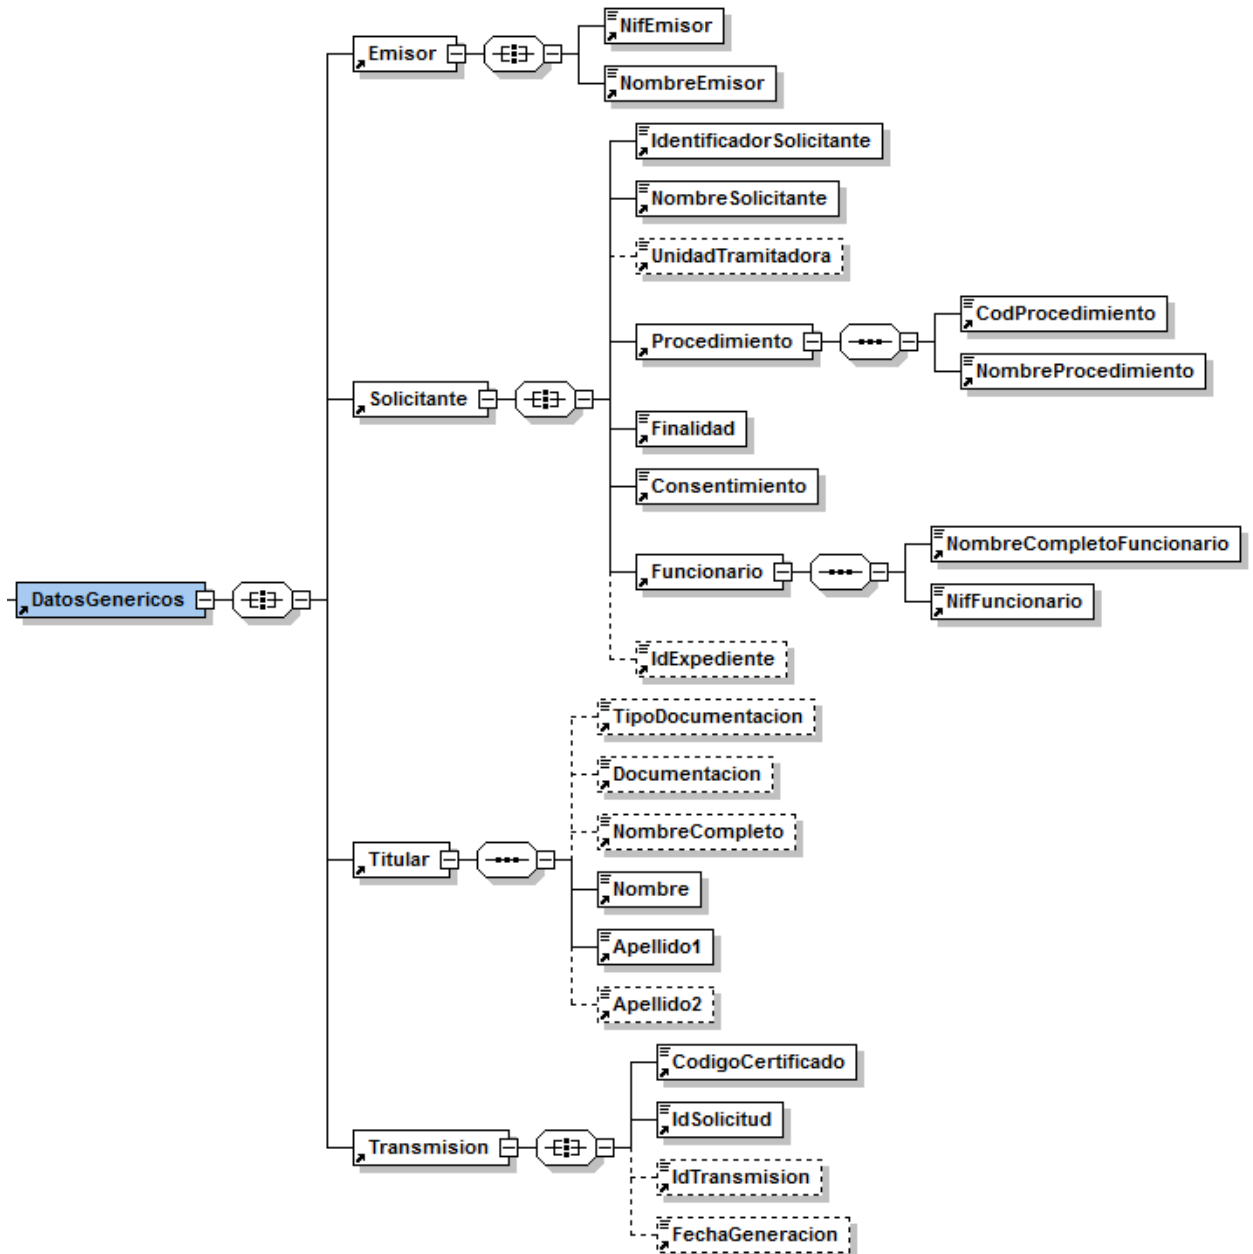 Emisor
NifEmisor
NombreEmisor
IdentificadorSolicitante
NombreSolicitante
UnidadTramitadora
Procedimiento
CodProcedimiento
NombreProcedimiento
Solicitante
Finalidad
Consentimiento
Funcionario
NombreCompletoFuncionario
NifFuncionario
DatosGenericos
IdExpediente
TipoDocumentacion
Documentacion
NombreCompleto
Titular
Nombre
Apellido1
Apellido2
CodigoCertificado
IdSolicitud
Transmision
IdTransmision
FechaGeneracion